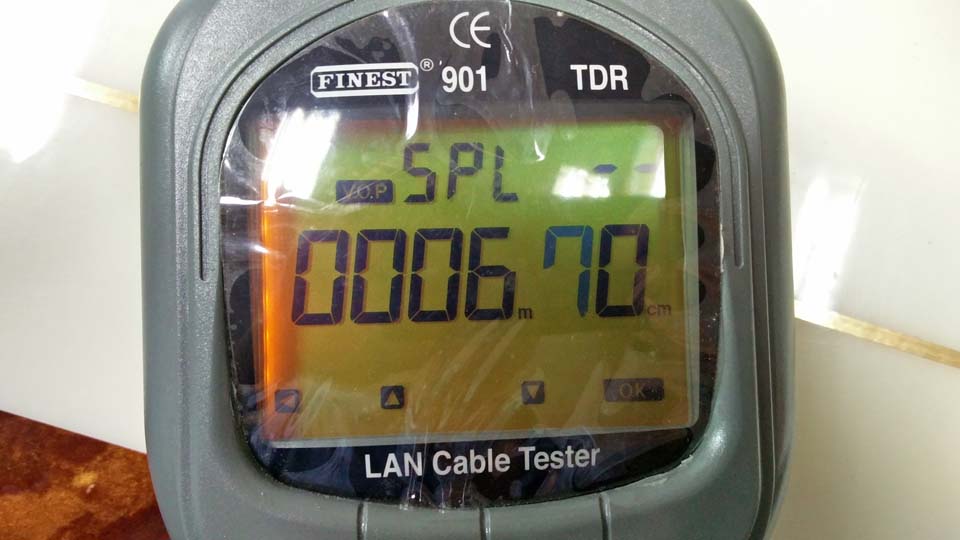 CE
FINEST® 901 TDR
V.O.P SPL --
0006m 70cm
◀ ▲ ▼ OK
LAN Cable Tester